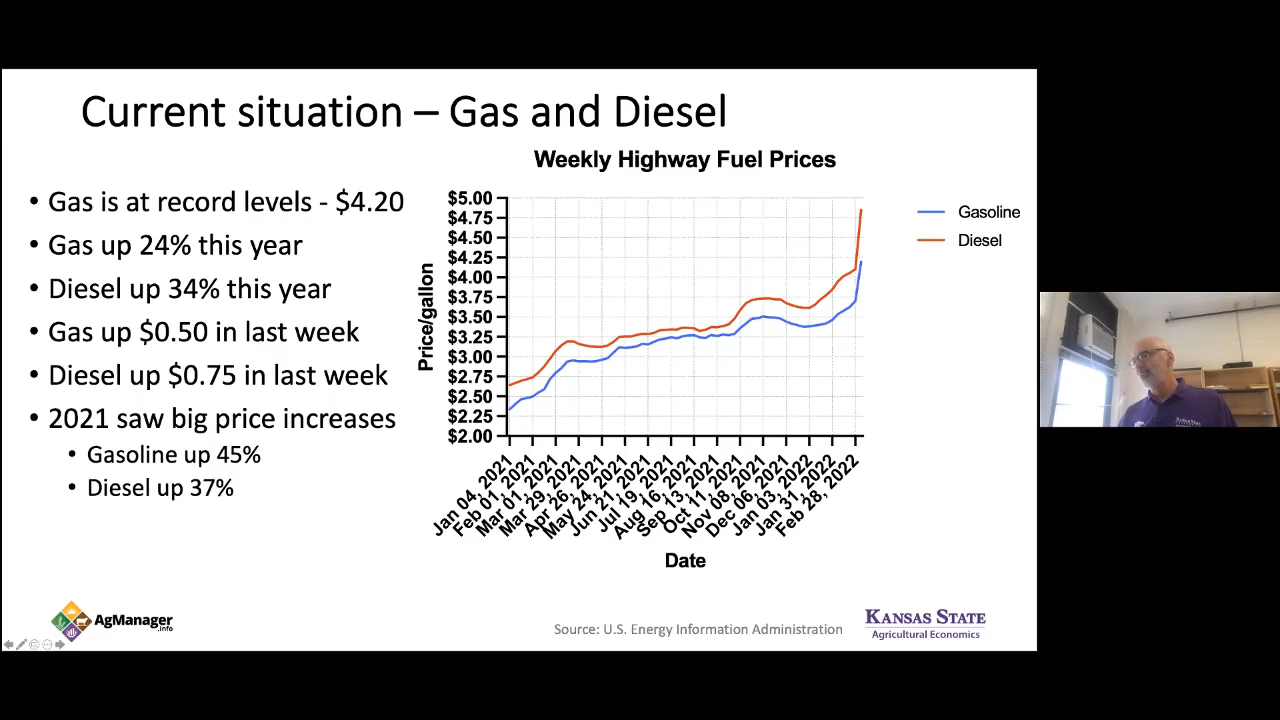 Current situation – Gas and Diesel
• Gas is at record levels - $4.20
• Gas up 24% this year
• Diesel up 34% this year
• Gas up $0.50 in last week
• Diesel up $0.75 in last week
• 2021 saw big price increases
• Gasoline up 45%
• Diesel up 37%
Weekly Highway Fuel Prices
Price/gallon
$5.00
$4.75
$4.50
$4.25
$4.00
$3.75
$3.50
$3.25
$3.00
$2.75
$2.50
$2.25
$2.00
Jan 04, 2021
Feb 01, 2021
Mar 01, 2021
Mar 29, 2021
Apr 26, 2021
May 24, 2021
Jun 21, 2021
Jul 19, 2021
Aug 16, 2021
Sep 13, 2021
Oct 11, 2021
Nov 08, 2021
Dec 06, 2021
Jan 03, 2022
Jan 31, 2022
Feb 28, 2022
Date
Gasoline
Diesel
AgManager
.info
Source: U.S. Energy Information Administration
KANSAS STATE
Agricultural Economics